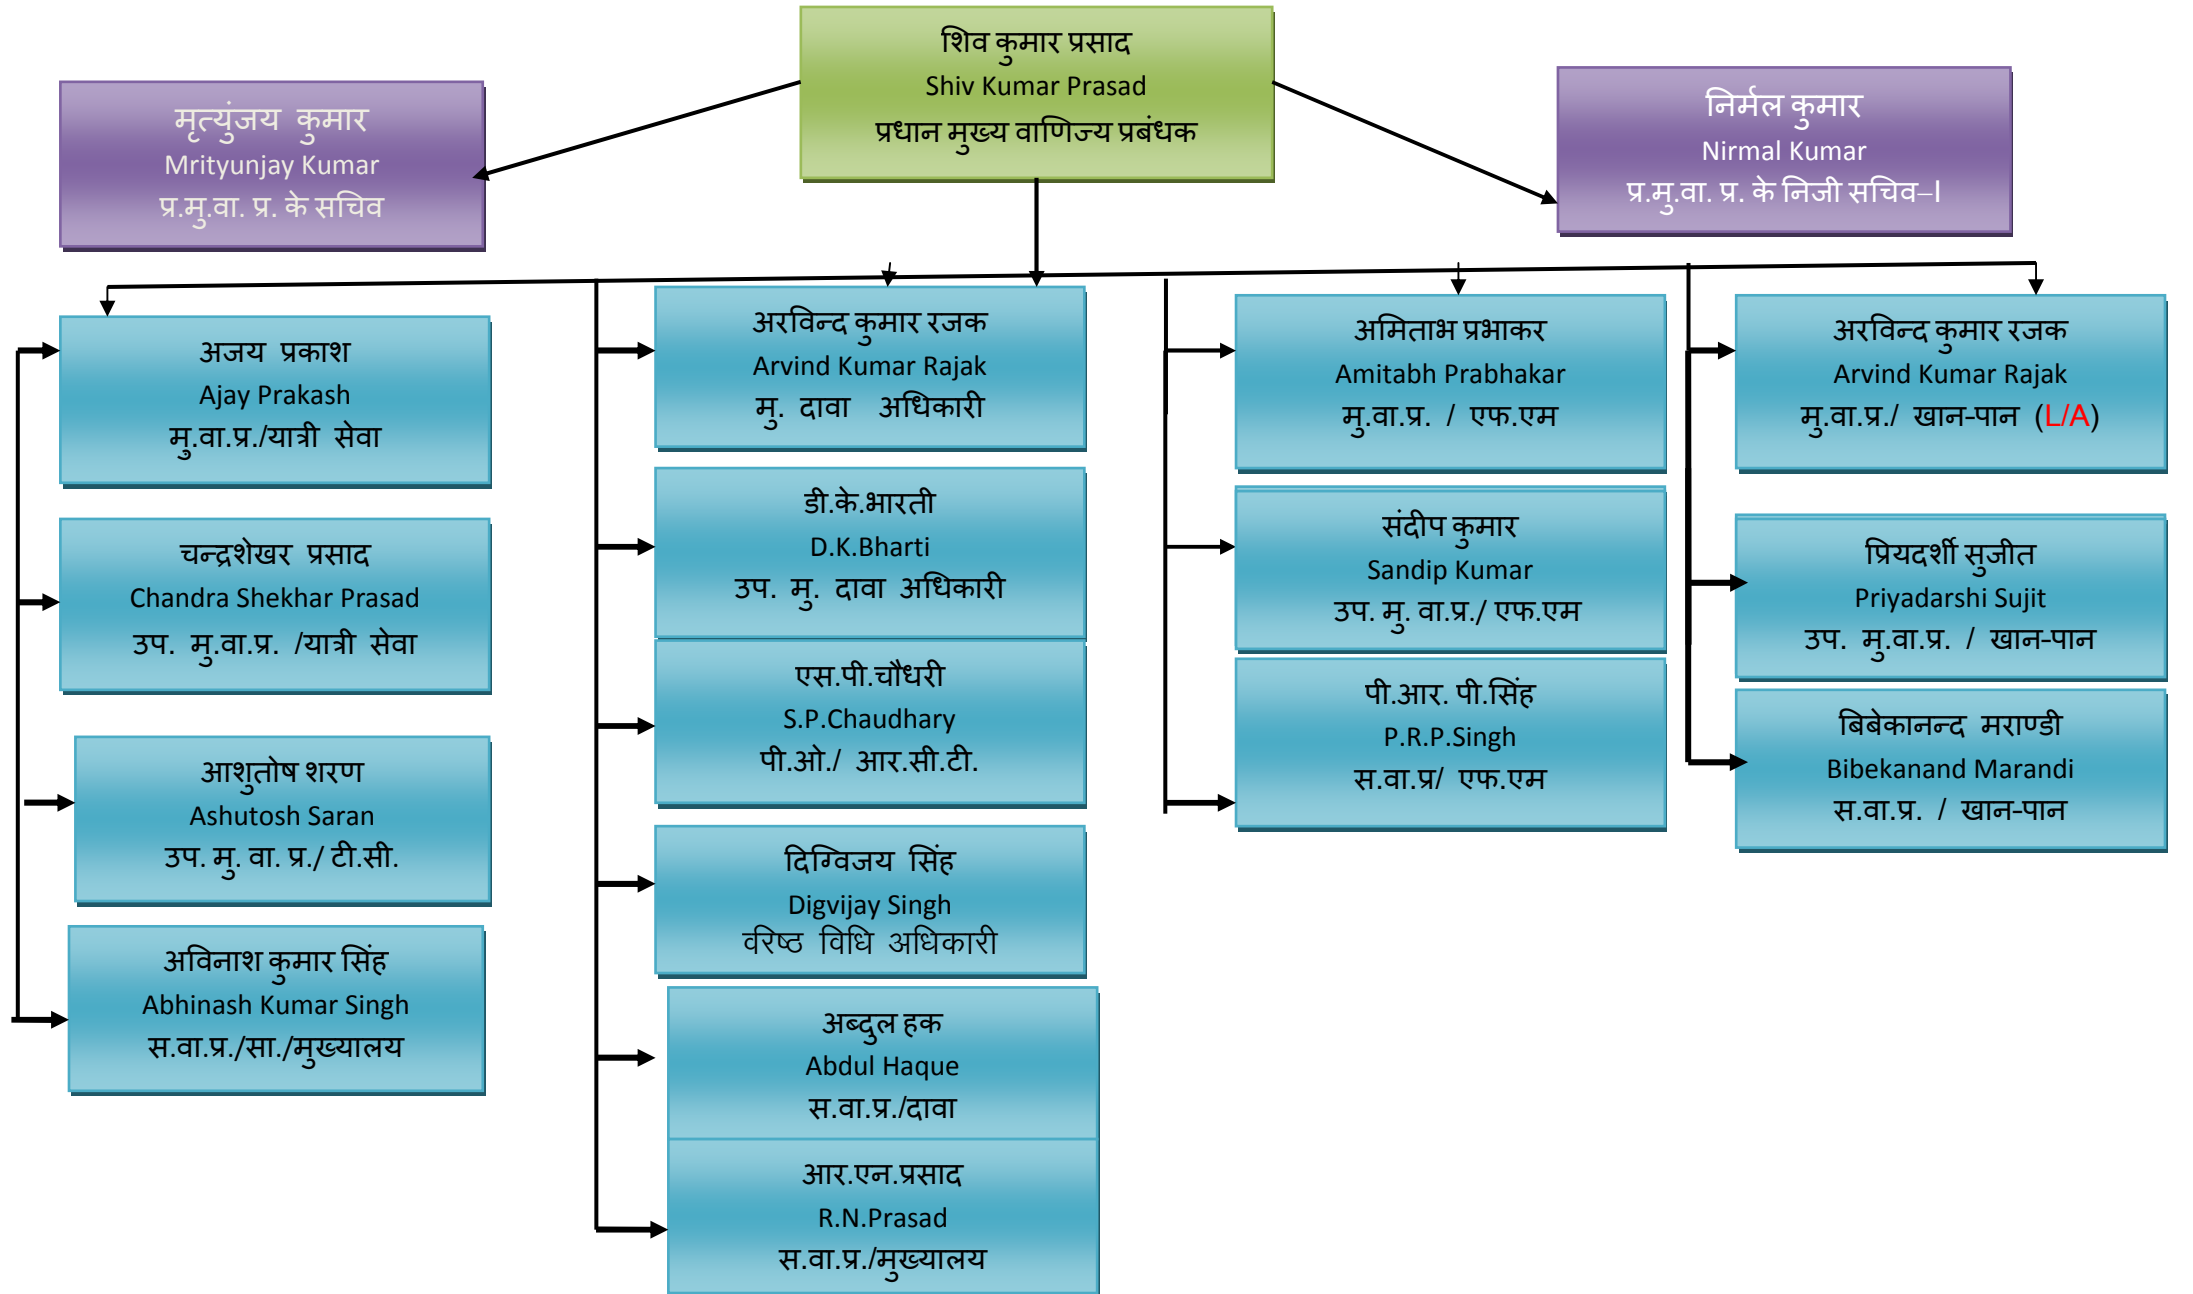 शिव कुमार प्रसाद
Shiv Kumar Prasad
प्रधान मुख्य वाणिज्य प्रबंधक
मृत्युंजय कुमार
Mrityunjay Kumar
प्र.मु.वा. प्र. के सचिव
निर्मल कुमार
Nirmal Kumar
प्र.मु.वा. प्र. के निजी सचिव–I
अजय प्रकाश
Ajay Prakash
मु.वा.प्र./यात्री सेवा
चन्द्रशेखर प्रसाद
Chandra Shekhar Prasad
उप. मु.वा.प्र. /यात्री सेवा
आशुतोष शरण
Ashutosh Saran
उप. मु. वा. प्र./ टी.सी.
अविनाश कुमार सिंह
Abhinash Kumar Singh
स.वा.प्र./सा./मुख्यालय
अरविन्द कुमार रजक
Arvind Kumar Rajak
मु. दावा अधिकारी
डी.के.भारती
D.K.Bharti
उप. मु. दावा अधिकारी
एस.पी.चौधरी
S.P.Chaudhary
पी.ओ./ आर.सी.टी.
दिग्विजय सिंह
Digvijay Singh
वरिष्ठ विधि अधिकारी
अब्दुल हक
Abdul Haque
स.वा.प्र./दावा
आर.एन.प्रसाद
R.N.Prasad
स.वा.प्र./मुख्यालय
अमिताभ प्रभाकर
Amitabh Prabhakar
मु.वा.प्र. / एफ.एम
संदीप कुमार
Sandip Kumar
उप. मु. वा.प्र./ एफ.एम
पी.आर. पी.सिंह
P.R.P.Singh
स.वा.प्र/ एफ.एम
अरविन्द कुमार रजक
Arvind Kumar Rajak
मु.वा.प्र./ खान-पान (L/A)
प्रियदर्शी सुजीत
Priyadarshi Sujit
उप. मु.वा.प्र. / खान-पान
बिबेकानन्द मराण्डी
Bibekanand Marandi
स.वा.प्र. / खान-पान